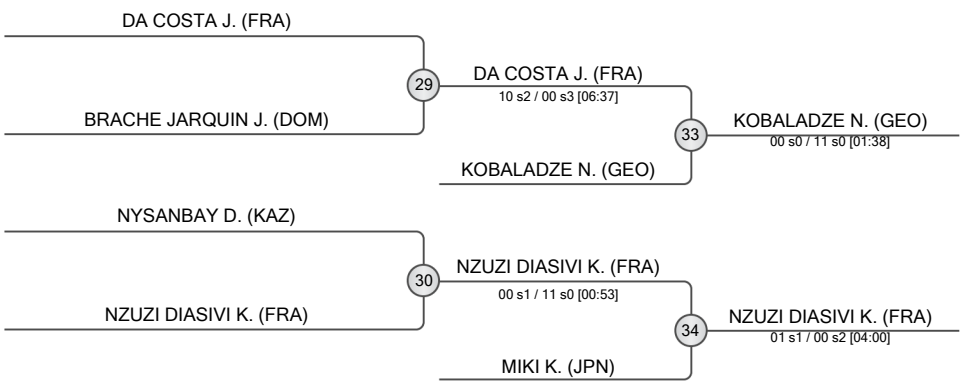 DA COSTA J. (FRA)
29
DA COSTA J. (FRA)
10 s2 / 00 s3 [06:37]
BRACHE JARQUIN J. (DOM)
33
KOBALADZE N. (GEO)
00 s0 / 11 s0 [01:38]
KOBALADZE N. (GEO)
NYSANBAY D. (KAZ)
30
NZUZI DIASIVI K. (FRA)
00 s1 / 11 s0 [00:53]
NZUZI DIASIVI K. (FRA)
34
NZUZI DIASIVI K. (FRA)
01 s1 / 00 s2 [04:00]
MIKI K. (JPN)